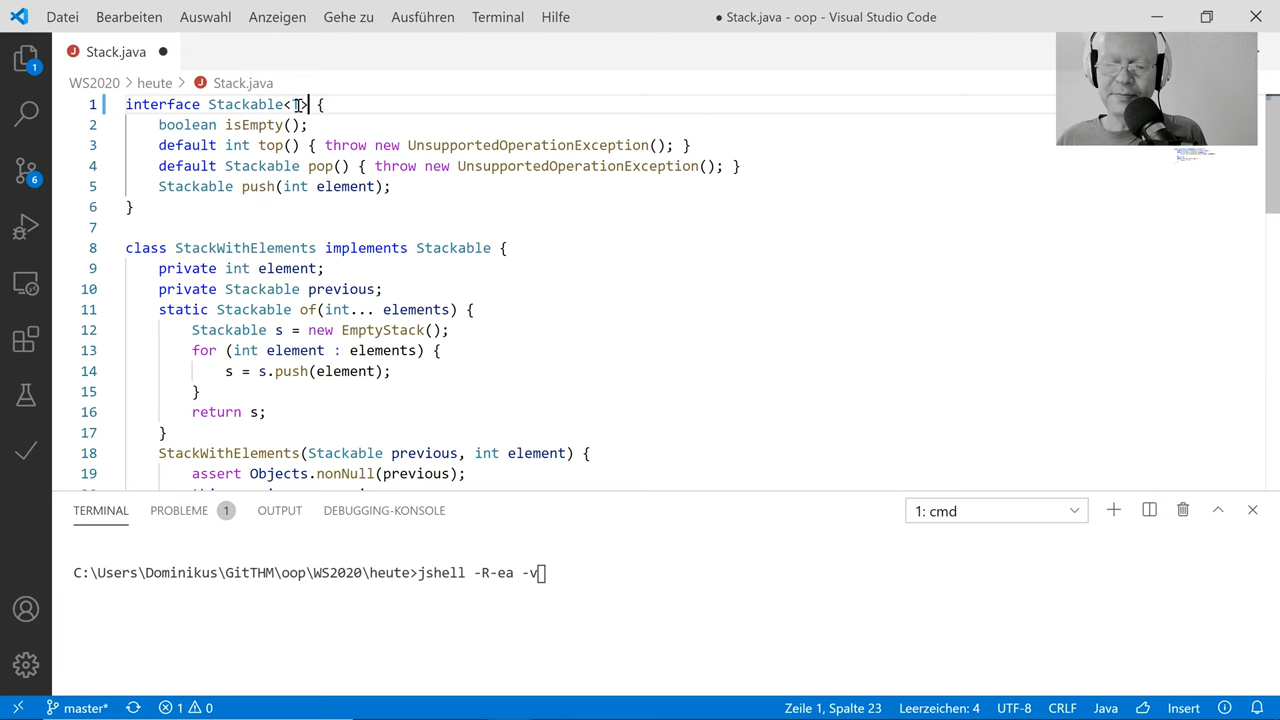 Datei Bearbeiten Auswahl Anzeigen Gehe zu Ausführen Terminal Hilfe
● Stack.java - oop - Visual Studio Code
Stack.java ●
WS2020 > heute > Stack.java
1 interface Stackable<T> {
2 boolean isEmpty();
3 default int top() { throw new UnsupportedOperationException(); }
4 default Stackable pop() { throw new UnsupportedOperationException(); }
5 Stackable push(int element);
6 }
7
8 class StackWithElements implements Stackable {
9 private int element;
10 private Stackable previous;
11 static Stackable of(int... elements) {
12 Stackable s = new EmptyStack();
13 for (int element : elements) {
14 s = s.push(element);
15 }
16 return s;
17 }
18 StackWithElements(Stackable previous, int element) {
19 assert Objects.nonNull(previous);
1
6
TERMINAL PROBLEME 1 OUTPUT DEBUGGING-KONSOLE 1: cmd
C:\Users\Dominikus\GitTHM\oop\WS2020\heute>jshell -R-ea -v
master* 1 0 Zeile 1, Spalte 23 Leerzeichen: 4 UTF-8 CRLF Java Insert